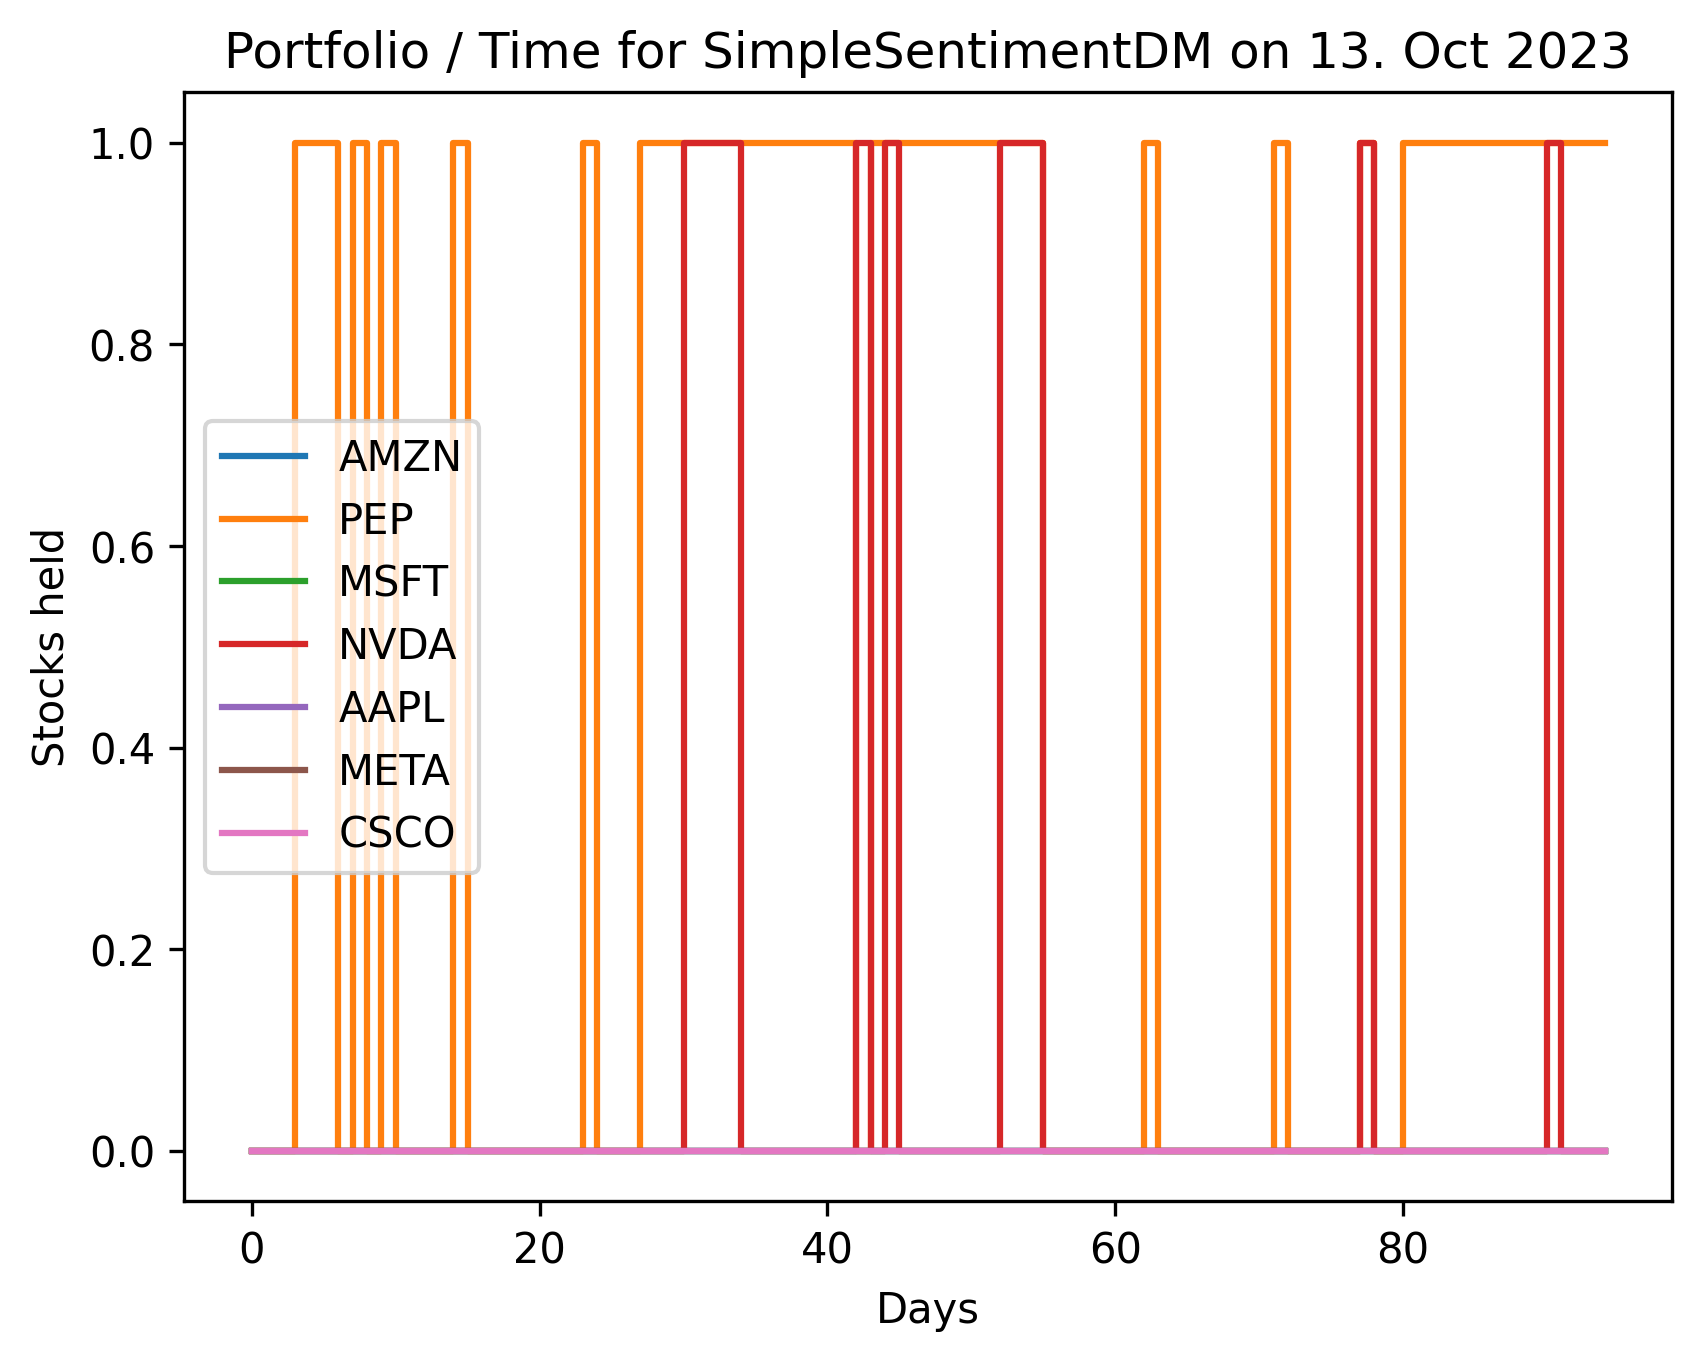 Portfolio / Time for SimpleSentimentDM on 13. Oct 2023
1.0
0.8
0.6
0.4
0.2
0.0
Stocks held
AMZN
PEP
MSFT
NVDA
AAPL
META
CSCO
0 20 40 60 80
Days